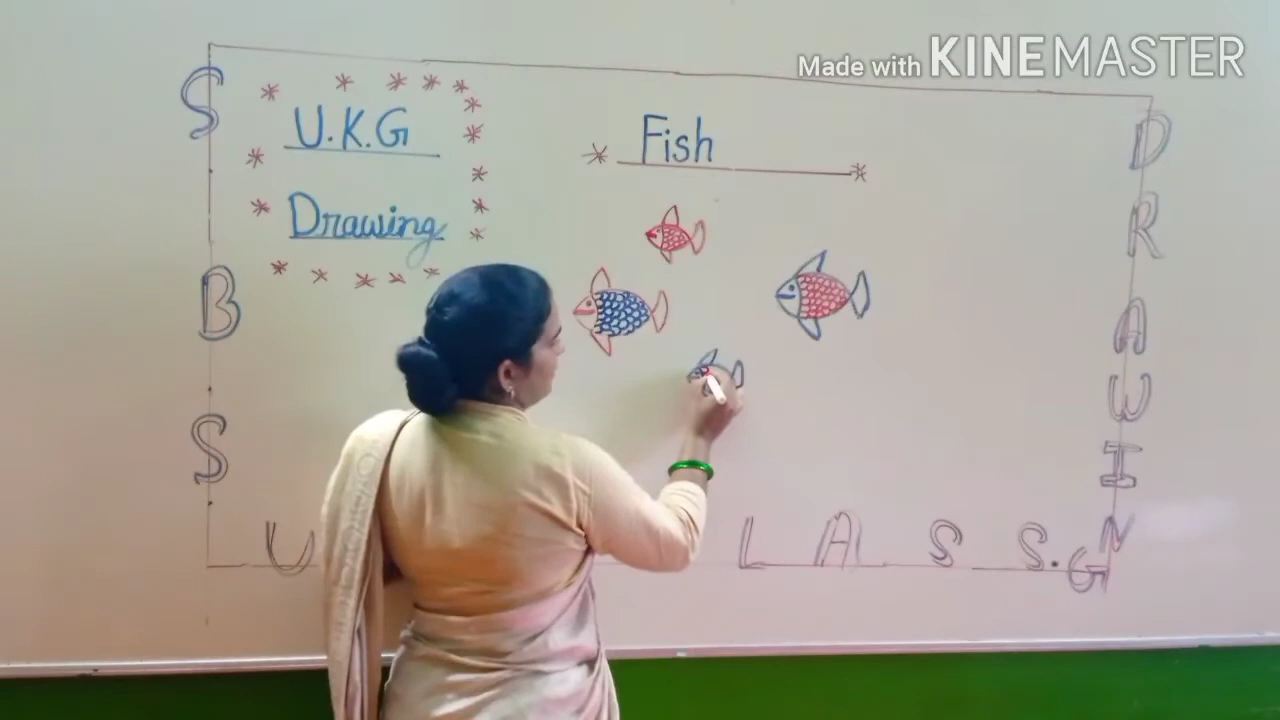 Made with KINEMASTER
U.K.G
Drawing
Fish
S
B
S
D
R
A
W
I
N
G
U
L A S S.